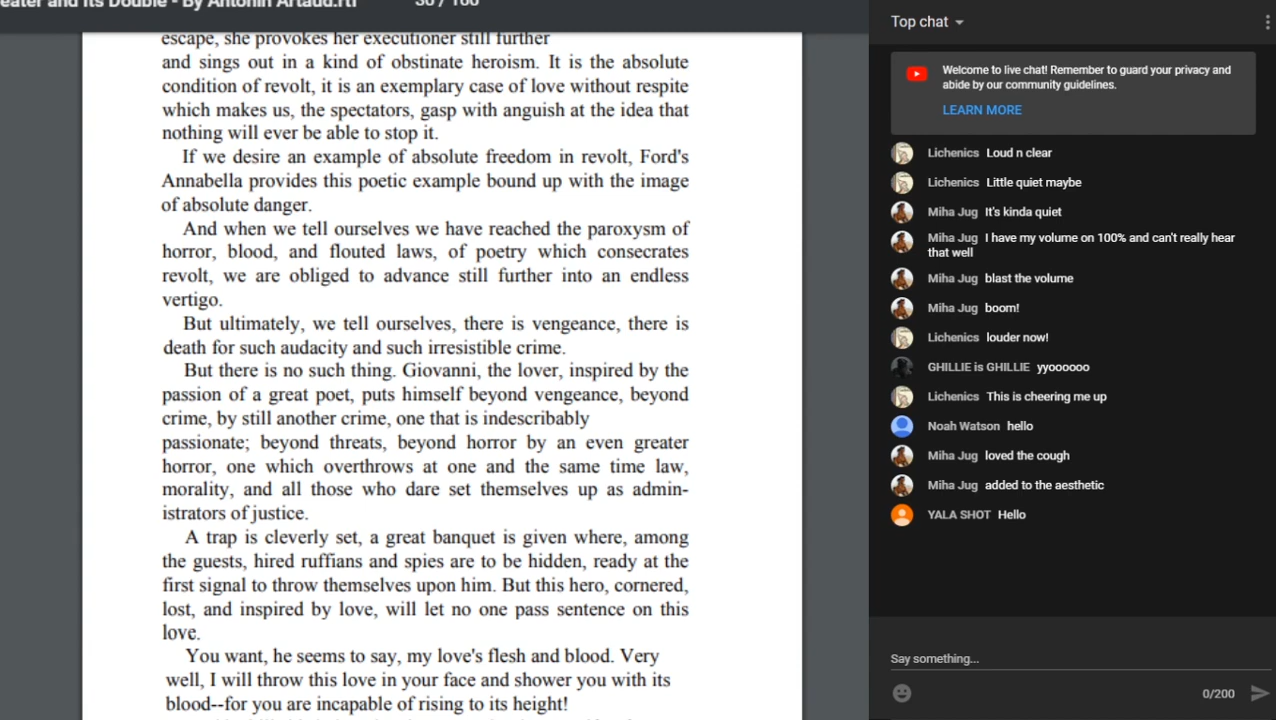 eater and Its Double - By Antonin Artaud.rtf
30 / 160
escape, she provokes her executioner still further
and sings out in a kind of obstinate heroism. It is the absolute
condition of revolt, it is an exemplary case of love without respite
which makes us, the spectators, gasp with anguish at the idea that
nothing will ever be able to stop it.
If we desire an example of absolute freedom in revolt, Ford's
Annabella provides this poetic example bound up with the image
of absolute danger.
And when we tell ourselves we have reached the paroxysm of
horror, blood, and flouted laws, of poetry which consecrates
revolt, we are obliged to advance still further into an endless
vertigo.
But ultimately, we tell ourselves, there is vengeance, there is
death for such audacity and such irresistible crime.
But there is no such thing. Giovanni, the lover, inspired by the
passion of a great poet, puts himself beyond vengeance, beyond
crime, by still another crime, one that is indescribably
passionate; beyond threats, beyond horror by an even greater
horror, one which overthrows at one and the same time law,
morality, and all those who dare set themselves up as admin-
istrators of justice.
A trap is cleverly set, a great banquet is given where, among
the guests, hired ruffians and spies are to be hidden, ready at the
first signal to throw themselves upon him. But this hero, cornered,
lost, and inspired by love, will let no one pass sentence on this
love.
You want, he seems to say, my love's flesh and blood. Very
well, I will throw this love in your face and shower you with its
blood--for you are incapable of rising to its height!
Top chat
Welcome to live chat! Remember to guard your privacy and
abide by our community guidelines.
LEARN MORE
Lichenics Loud n clear
Lichenics Little quiet maybe
Miha Jug It's kinda quiet
Miha Jug I have my volume on 100% and can't really hear
that well
Miha Jug blast the volume
Miha Jug boom!
Lichenics louder now!
GHILLIE is GHILLIE yyoooooo
Lichenics This is cheering me up
Noah Watson hello
Miha Jug loved the cough
Miha Jug added to the aesthetic
YALA SHOT Hello
Say something...
0/200